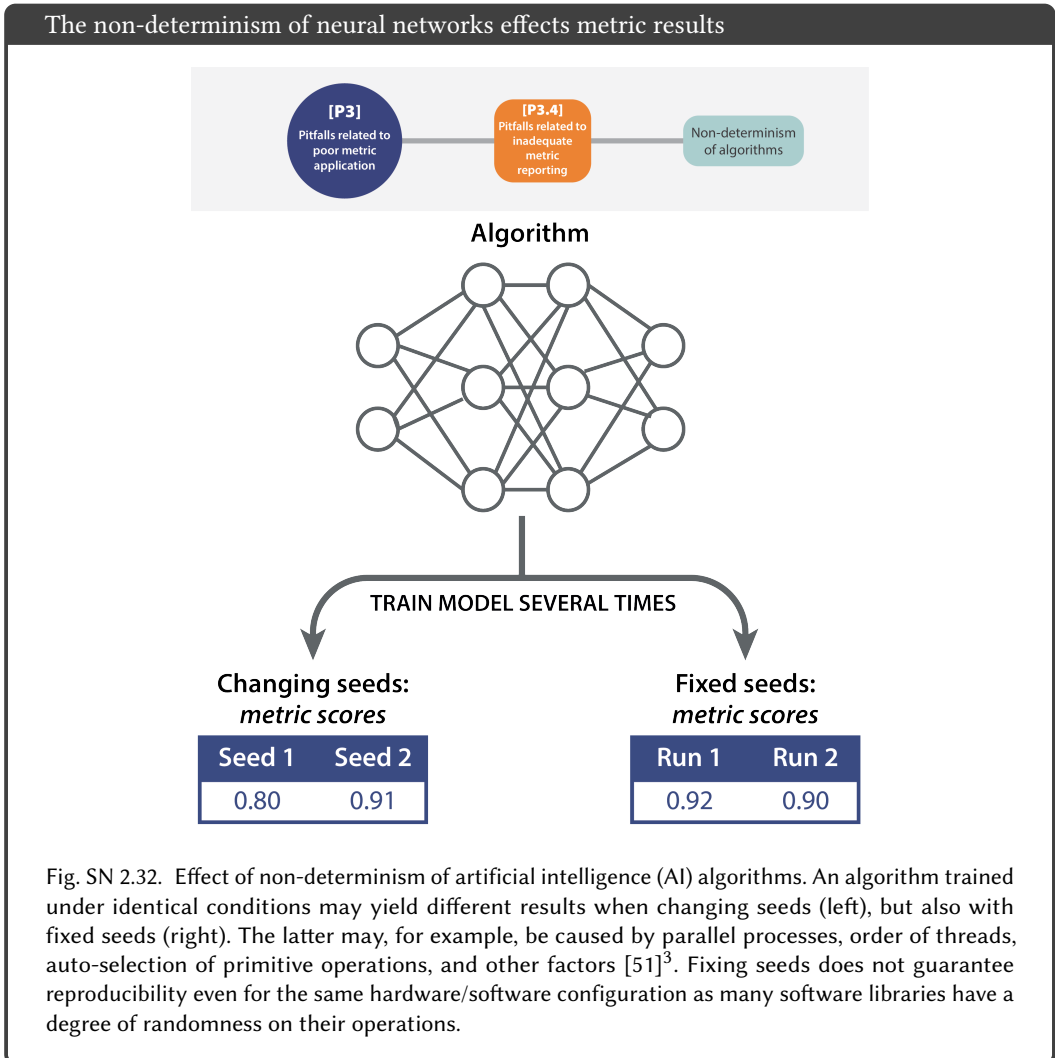 The non-determinism of neural networks effects metric results
[P3]
Pitfalls related to
poor metric
application
[P3.4]
Pitfalls related to
inadequate
metric
reporting
Non-determinism
of algorithms
Algorithm
TRAIN MODEL SEVERAL TIMES
Changing seeds:
metric scores
Seed 1 Seed 2
0.80 0.91
Fixed seeds:
metric scores
Run 1 Run 2
0.92 0.90
Fig. SN 2.32. Effect of non-determinism of artificial intelligence (AI) algorithms. An algorithm trained
under identical conditions may yield different results when changing seeds (left), but also with
fixed seeds (right). The latter may, for example, be caused by parallel processes, order of threads,
auto-selection of primitive operations, and other factors [51]³. Fixing seeds does not guarantee
reproducibility even for the same hardware/software configuration as many software libraries have a
degree of randomness on their operations.